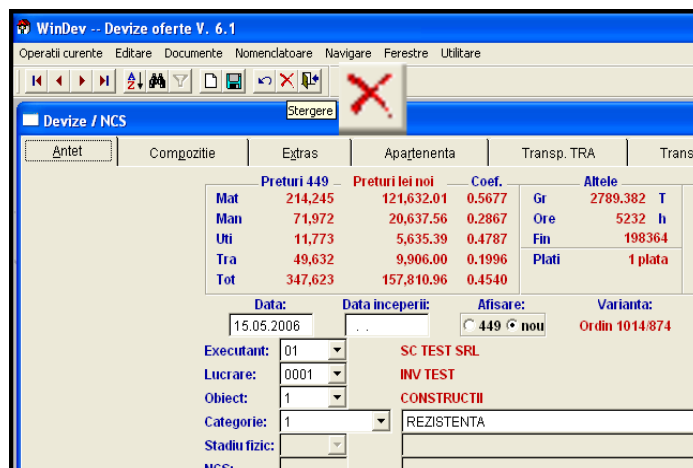 WinDev -- Devize oferte V. 6.1
Operatii curente Editare Documente Nomenclatoare Navigare Ferestre Utilitare
Stergere
Devize / NCS
Antet Compozitie Extras Apartenenta Transp. TRA Trans
Preturi 449 Preturi lei noi Coef. Altele
Mat 214,245 121,632.01 0.5677 Gr 2789.382 T
Man 71,972 20,637.56 0.2867 Ore 5232 h
Uti 11,773 5,635.39 0.4787 Fin 198364
Tra 49,632 9,906.00 0.1996 Plati 1 plata
Tot 347,623 157,810.96 0.4540
Data: Data inceperii: Afisare: Varianta:
15.05.2006 . . 449 nou Ordin 1014/874
Executant: 01 SC TEST SRL
Lucrare: 0001 INV TEST
Obiect: 1 CONSTRUCTII
Categorie: 1 REZISTENTA
Stadiu fizic:
NCS: